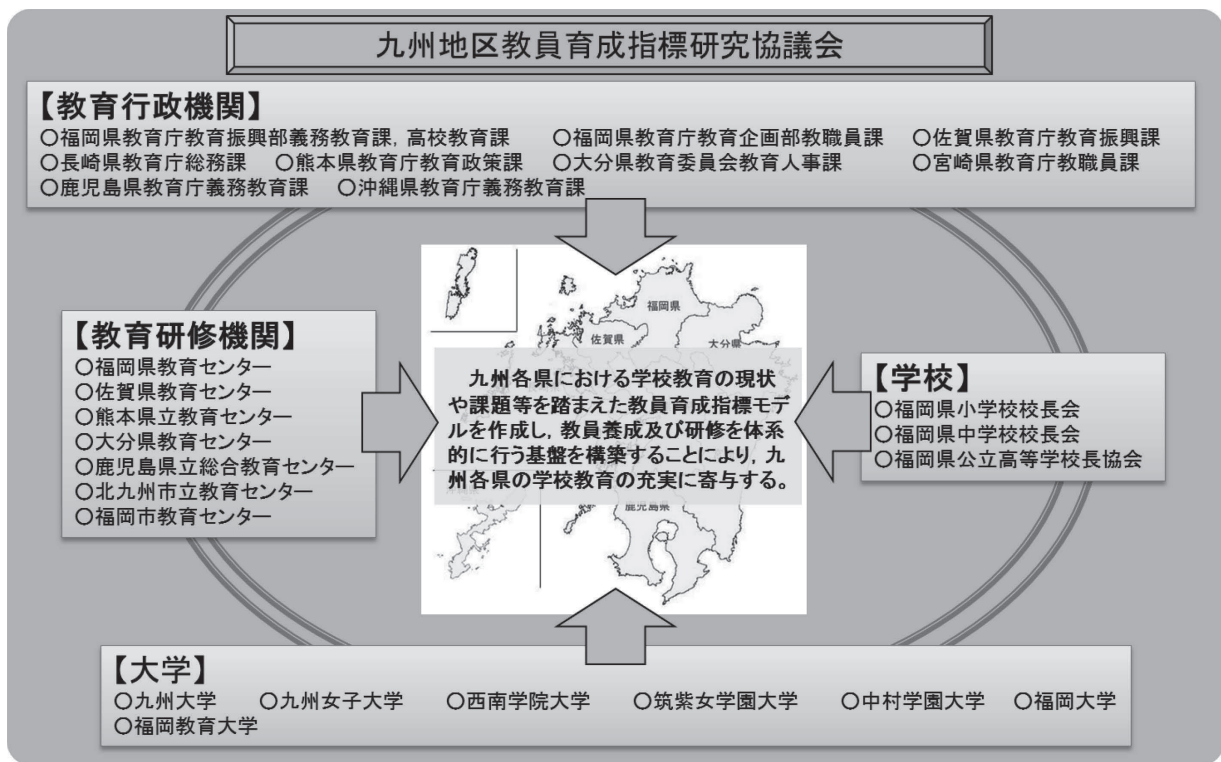 九州地区教員育成指標研究協議会
【教育行政機関】
○福岡県教育庁教育振興部義務教育課，高校教育課　○福岡県教育庁教育企画部教職員課　○佐賀県教育庁教育振興課
○長崎県教育庁総務課　○熊本県教育庁教育政策課　○大分県教育委員会教育人事課　○宮崎県教育庁教職員課
○鹿児島県教育庁義務教育課　○沖縄県教育庁義務教育課
【教育研修機関】
○福岡県教育センター
○佐賀県教育センター
○熊本県立教育センター
○大分県教育センター
○鹿児島県立総合教育センター
○北九州市立教育センター
○福岡市教育センター
福岡県
佐賀県
大分県
九州各県における学校教育の現状
や課題等を踏まえた教員育成指標モデ
ルを作成し，教員養成及び研修を体系
的に行う基盤を構築することにより，九
州各県の学校教育の充実に寄与する。
鹿児島県
【学校】
○福岡県小学校校長会
○福岡県中学校校長会
○福岡県公立高等学校長協会
【大学】
○九州大学　○九州女子大学　○西南学院大学　○筑紫女学園大学　○中村学園大学　○福岡大学
○福岡教育大学